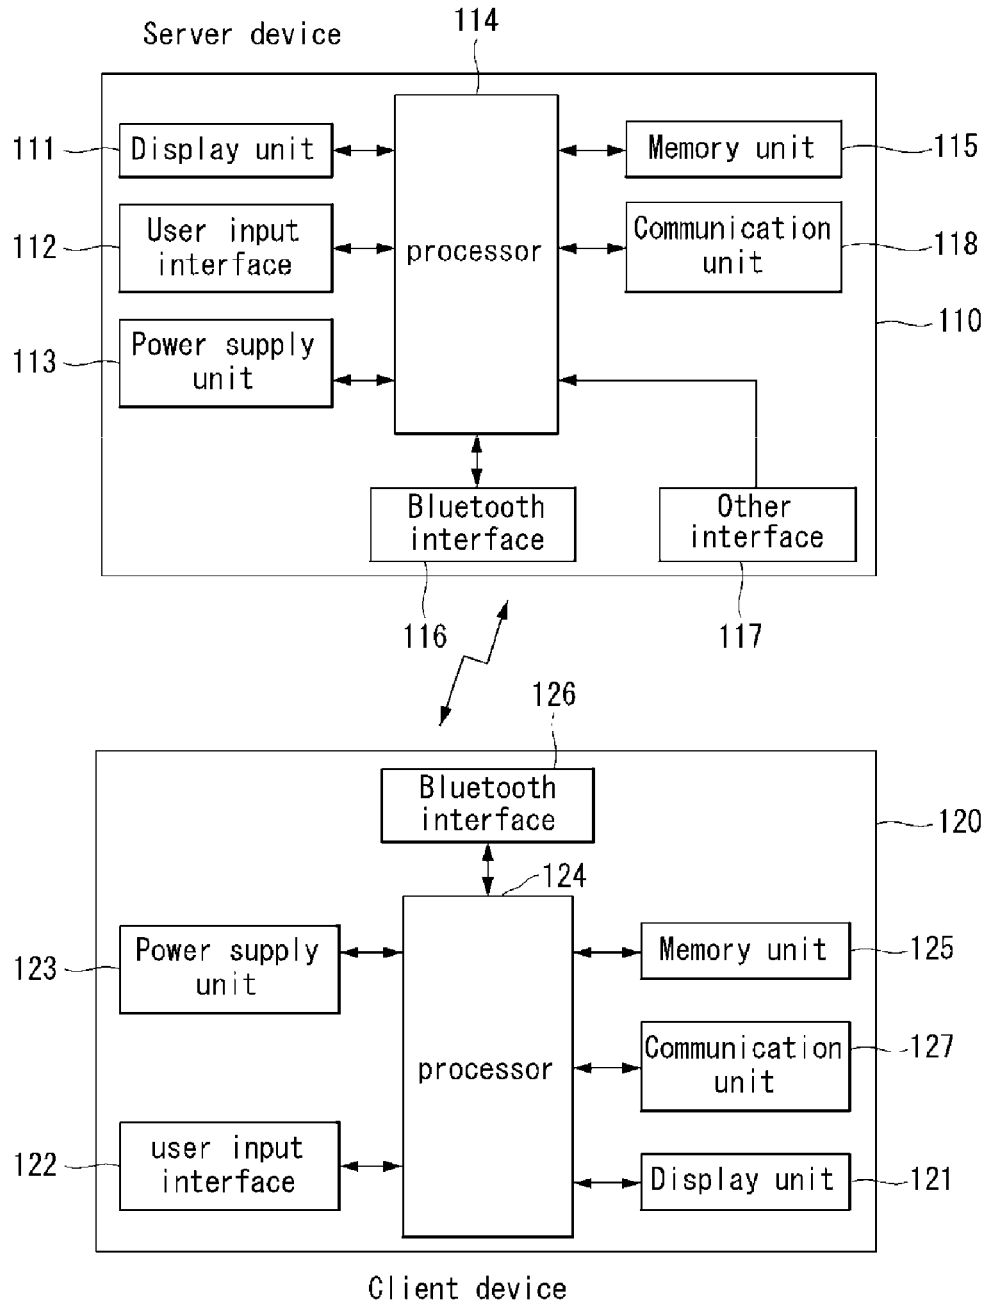 114
Server device
111
Display unit
Memory unit
115
112
User input
interface
processor
Communication
unit
118
110
113
Power supply
unit
Bluetooth
interface
Other
interface
116
117
126
Bluetooth
interface
120
124
123
Power supply
unit
Memory unit
125
processor
Communication
unit
127
122
user input
interface
Display unit
121
Client device